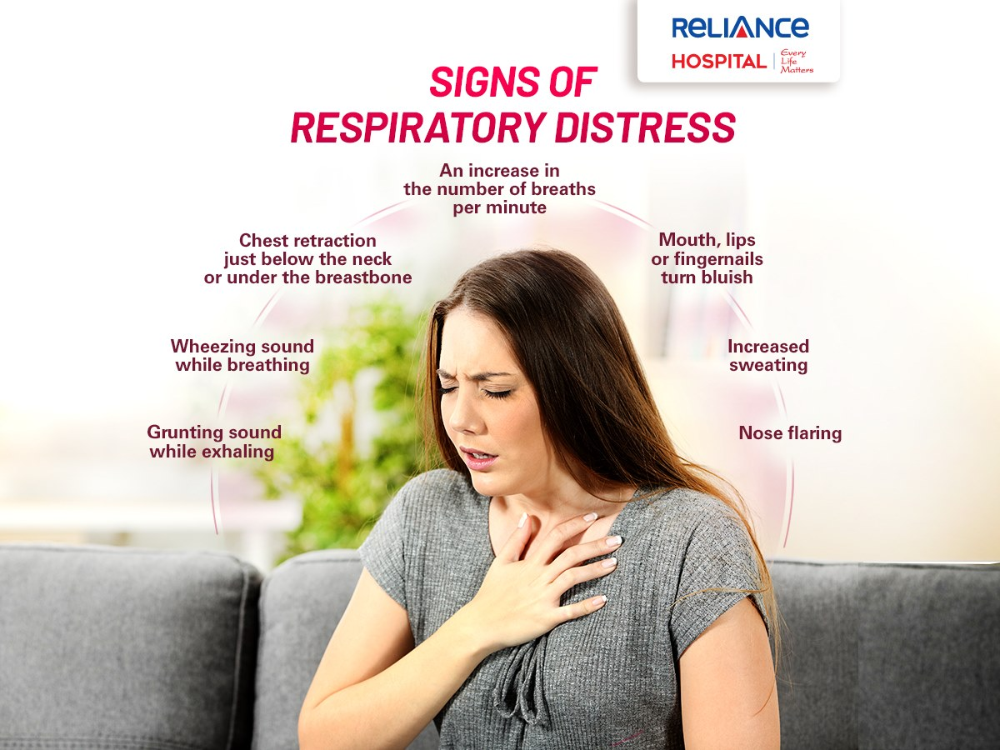 RELIANCE
HOSPITAL
Every
Life
Matters
SIGNS OF
RESPIRATORY DISTRESS
An increase in
the number of breaths
per minute
Chest retraction
just below the neck
or under the breastbone
Mouth, lips
or fingernails
turn bluish
Wheezing sound
while breathing
Increased
sweating
Grunting sound
while exhaling
Nose flaring